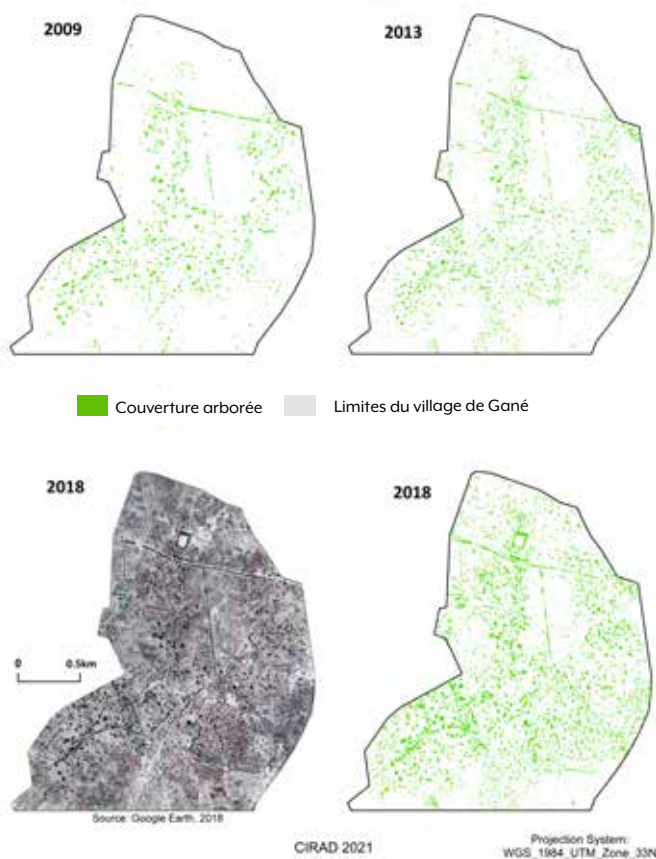 2009
2013
Couverture arborée
Limites du village de Gané
2018
2018
0 0.5km
Source: Google Earth, 2018
CIRAD 2021
Projection System:
WGS_1984_UTM_Zone_33N